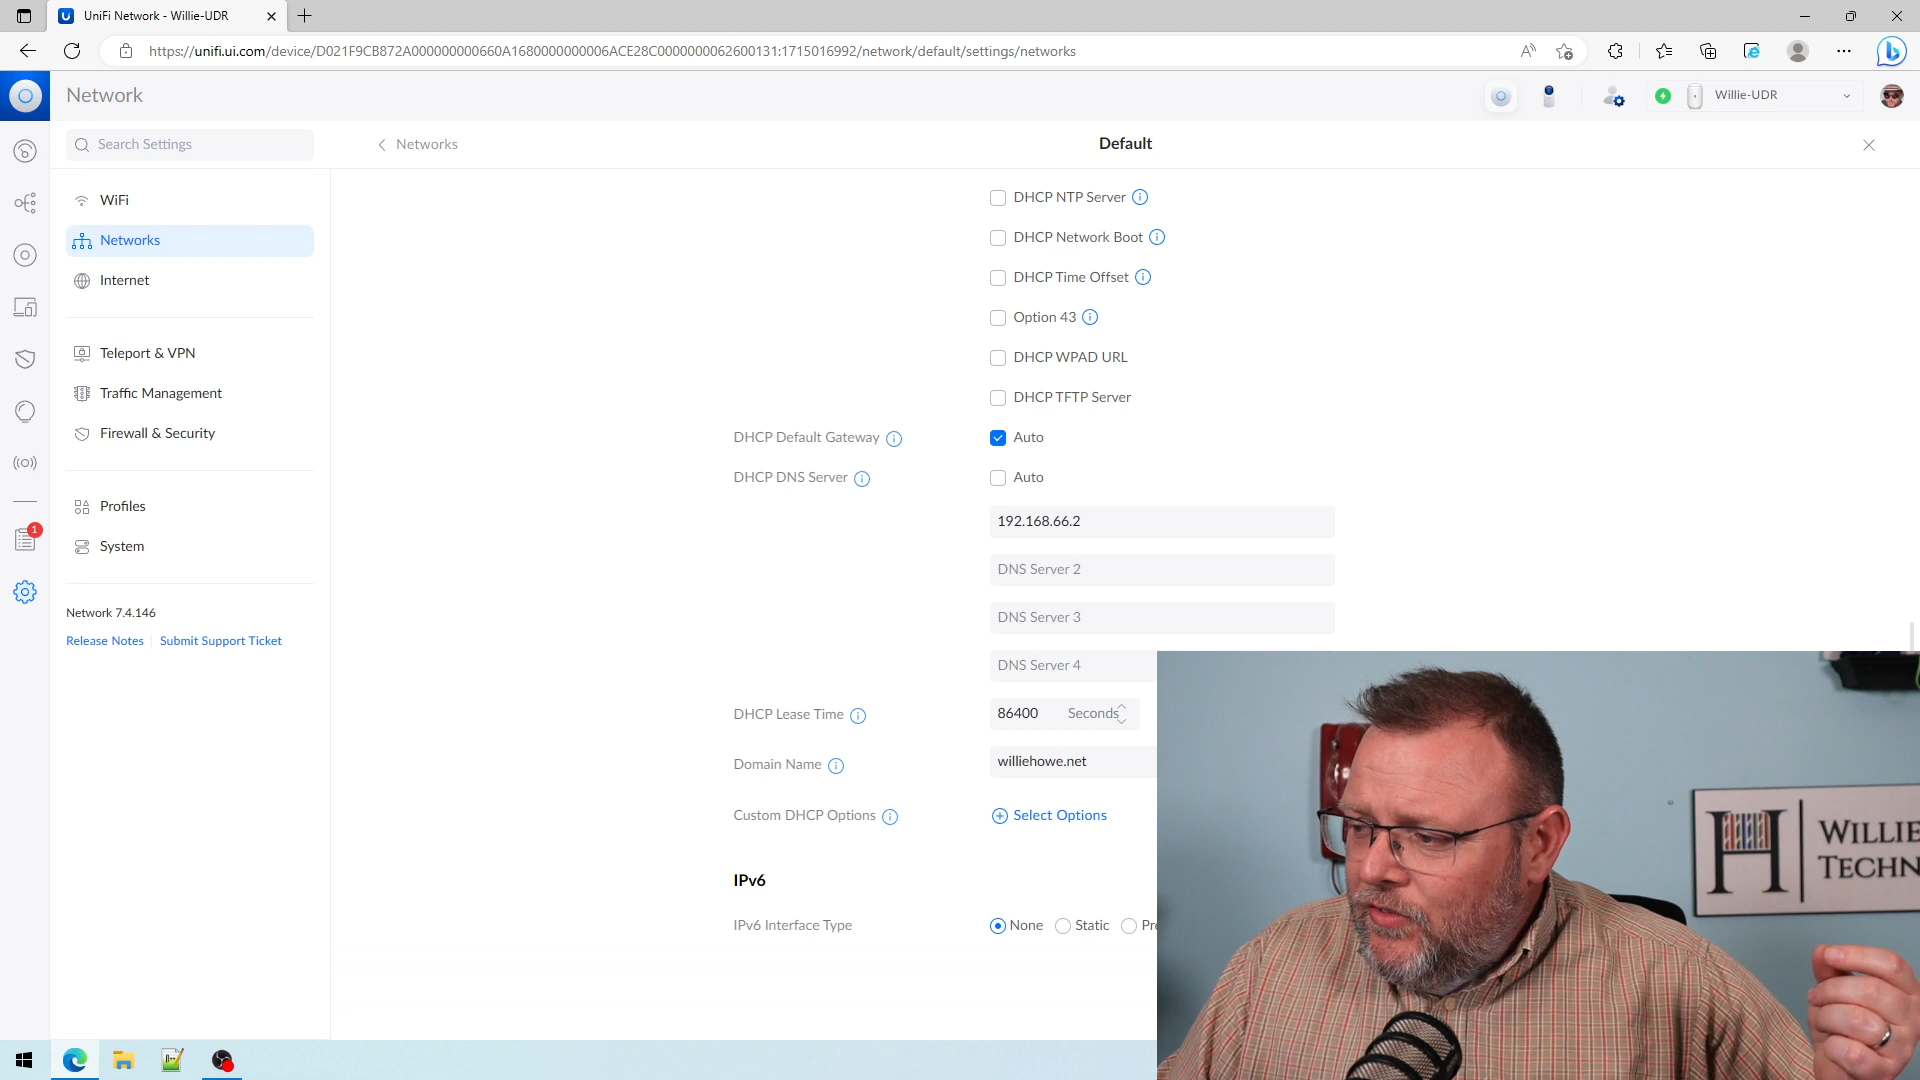 UniFi Network - Willie-UDR
https://unifi.ui.com/device/D021F9CB872A000000000660A1680000000006ACE28C0000000062600131:1715016992/network/default/settings/networks
Network
Willie-UDR
Search Settings
Networks
Default
WiFi
Networks
Internet
Teleport & VPN
Traffic Management
Firewall & Security
Profiles
System
1
Network 7.4.146
Release Notes
Submit Support Ticket
DHCP NTP Server
DHCP Network Boot
DHCP Time Offset
Option 43
DHCP WPAD URL
DHCP TFTP Server
DHCP Default Gateway
Auto
DHCP DNS Server
Auto
192.168.66.2
DNS Server 2
DNS Server 3
DNS Server 4
DHCP Lease Time
86400 Seconds
Domain Name
williehowe.net
Custom DHCP Options
Select Options
IPv6
IPv6 Interface Type
None
Static
Pr
H WILLIE
TECHN